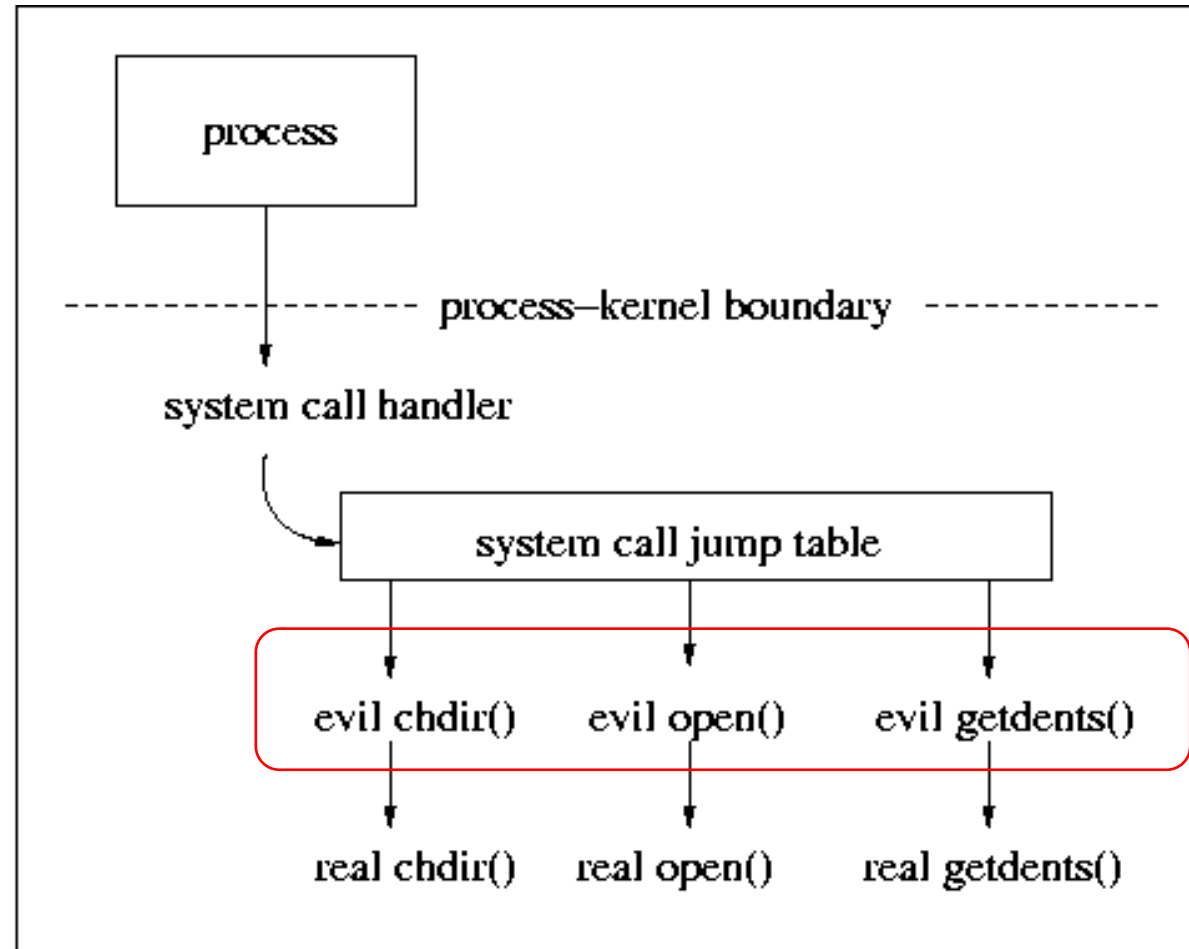 process
process–kernel boundary
system call handler
system call jump table
evil chdir() evil open() evil getdents()
real chdir() real open() real getdents()